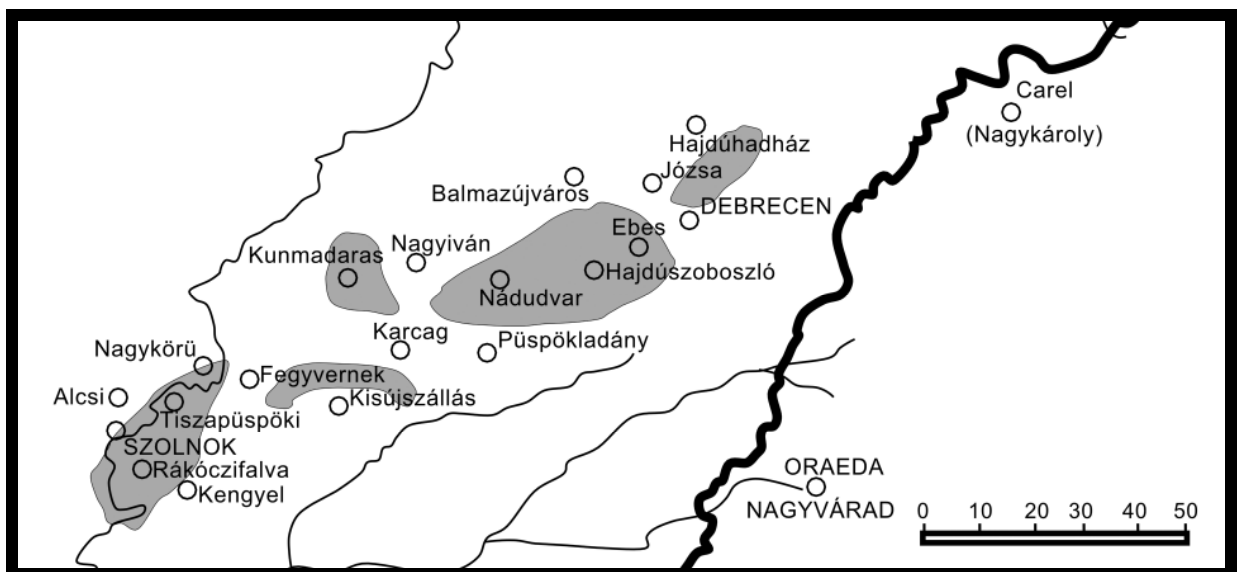 Carel
(Nagykároly)
Hajdúhadház
Józsa
Balmazújváros
DEBRECEN
Ebes
Nagyiván
Kunmadaras
Hajdúszoboszló
Nádudvar
Karcag
Püspökladány
Nagykörü
Fegyvernek
Alcsi
Kisújszállás
Tiszapüspöki
SZOLNOK
Rákóczifalva
Kengyel
ORAEDA
NAGYVÁRAD
0 10 20 30 40 50